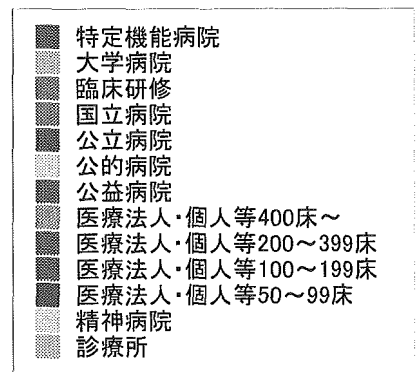 特定機能病院
大学病院
臨床研修
国立病院
公立病院
公的病院
公益病院
医療法人・個人等400床～
医療法人・個人等200～399床
医療法人・個人等100～199床
医療法人・個人等50～99床
精神病院
診療所